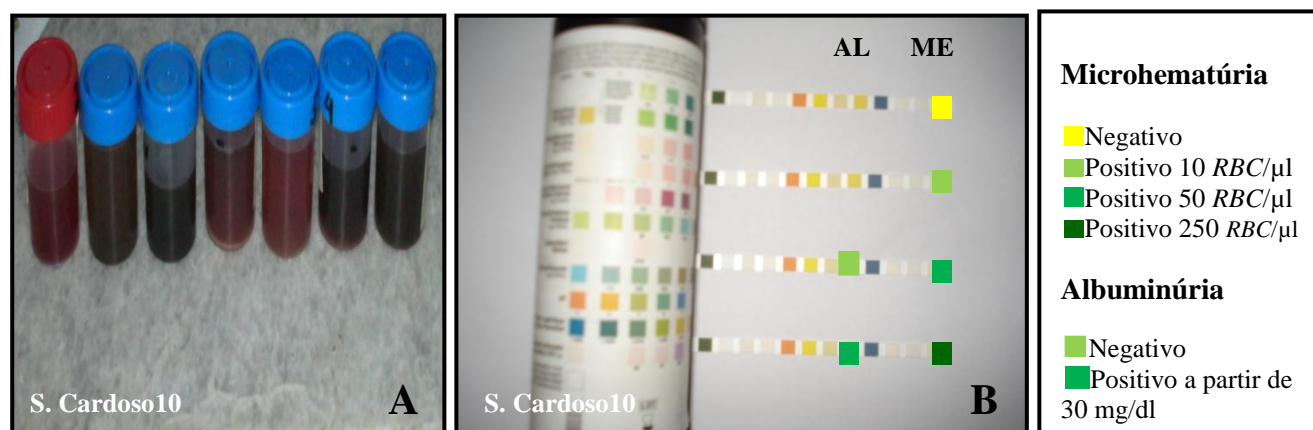 S. Cardoso10
A
AL ME
S. Cardoso10
B
Microhematúria
Negativo
Positivo 10 RBC/µl
Positivo 50 RBC/µl
Positivo 250 RBC/µl
Albuminúria
Negativo
Positivo a partir de
30 mg/dl